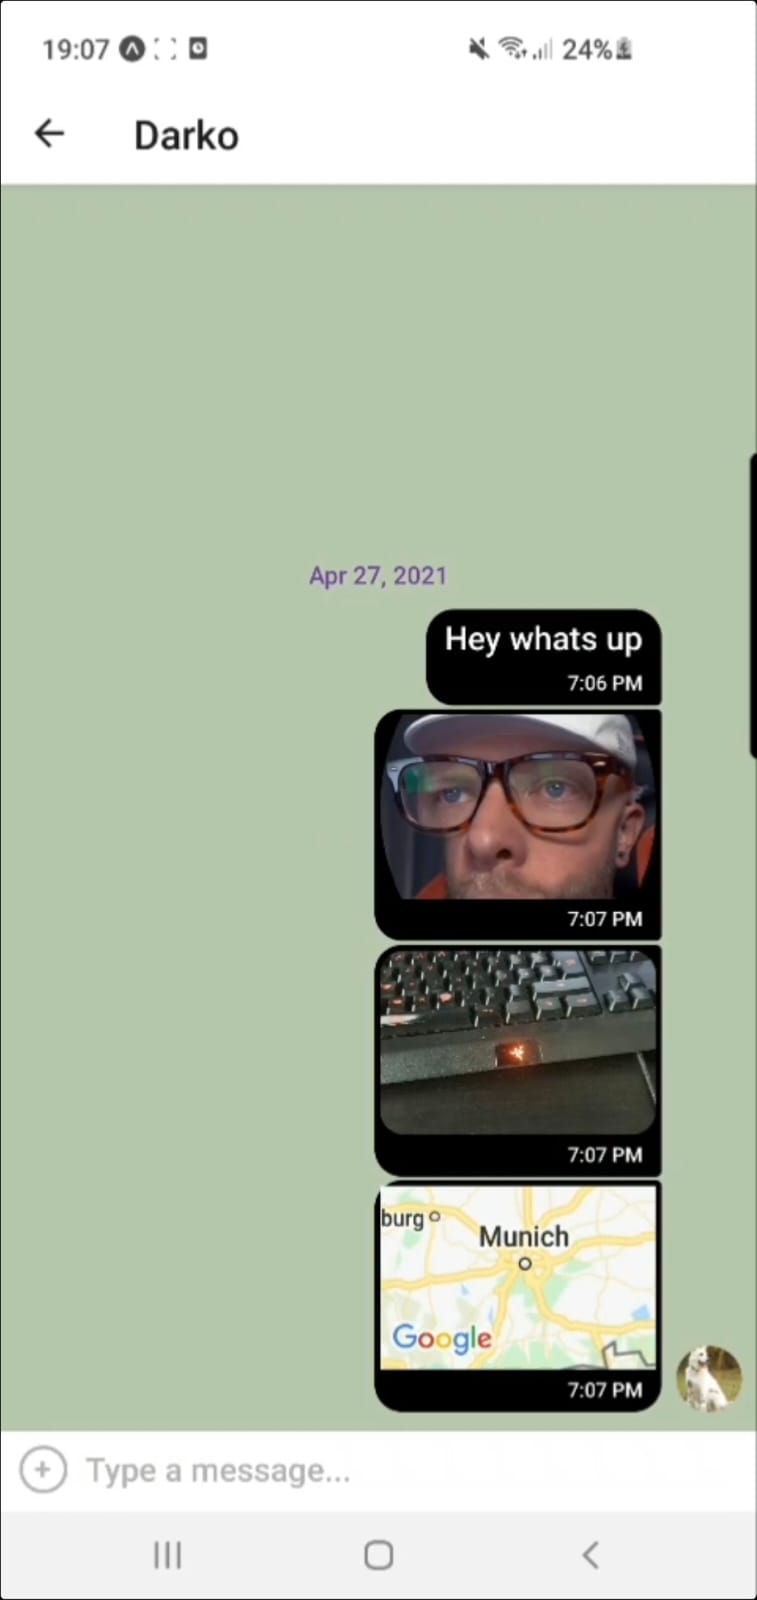 19:07 24%
Darko
Apr 27, 2021
Hey whats up
7:06 PM
7:07 PM
7:07 PM
burg
Munich
Google
7:07 PM
Type a message...